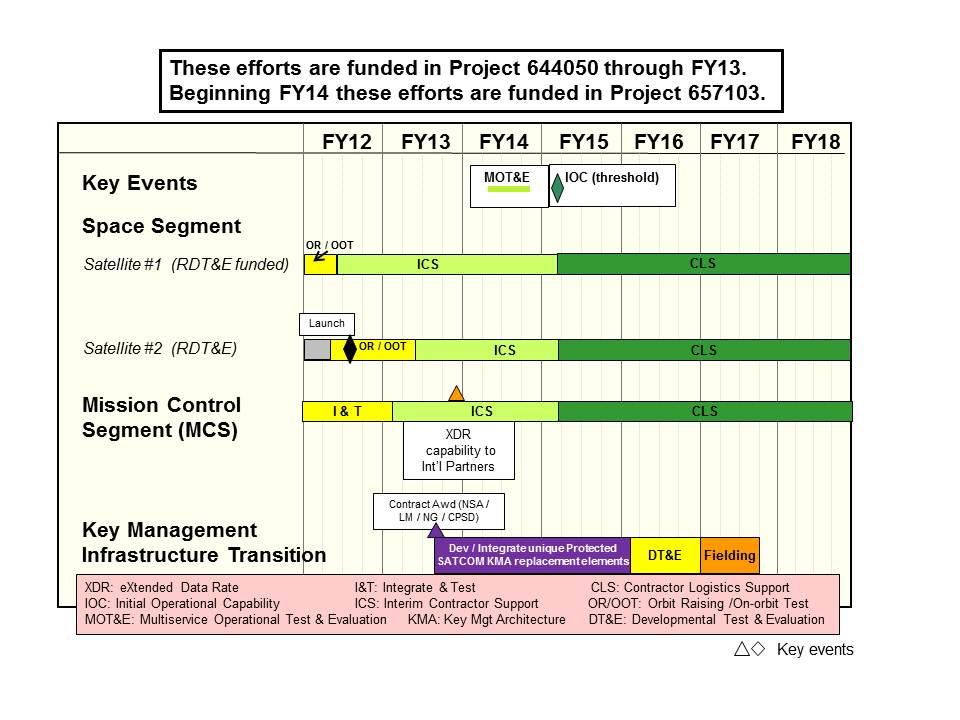 These efforts are funded in Project 644050 through FY13.
Beginning FY14 these efforts are funded in Project 657103.
FY12 FY13 FY14 FY15 FY16 FY17 FY18
Key Events
MOT&E
IOC (threshold)
Space Segment
OR / OOT
Satellite #1 (RDT&E funded)
ICS
CLS
Launch
Satellite #2 (RDT&E)
OR / OOT
ICS
CLS
Mission Control
Segment (MCS)
I & T
ICS
CLS
XDR
capability to
Int'l Partners
Contract Awd (NSA /
LM / NG / CPSD)
Key Management
Infrastructure Transition
Dev / Integrate unique Protected
SATCOM KMA replacement elements
DT&E
Fielding
XDR: eXtended Data Rate I&T: Integrate & Test CLS: Contractor Logistics Support
IOC: Initial Operational Capability ICS: Interim Contractor Support OR/OOT: Orbit Raising /On-orbit Test
MOT&E: Multiservice Operational Test & Evaluation KMA: Key Mgt Architecture DT&E: Developmental Test & Evaluation
Key events